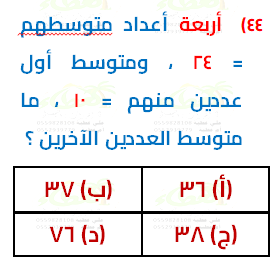 ٤٤) أربعة أعداد متوسطهم
= ٢٤ ، ومتوسط أول
عددين منهم = ١٠ ، ما
متوسط العددين الآخرين ؟
(أ) ٣٦ (ب) ٣٧
(ج) ٣٨ (د) ٧٦